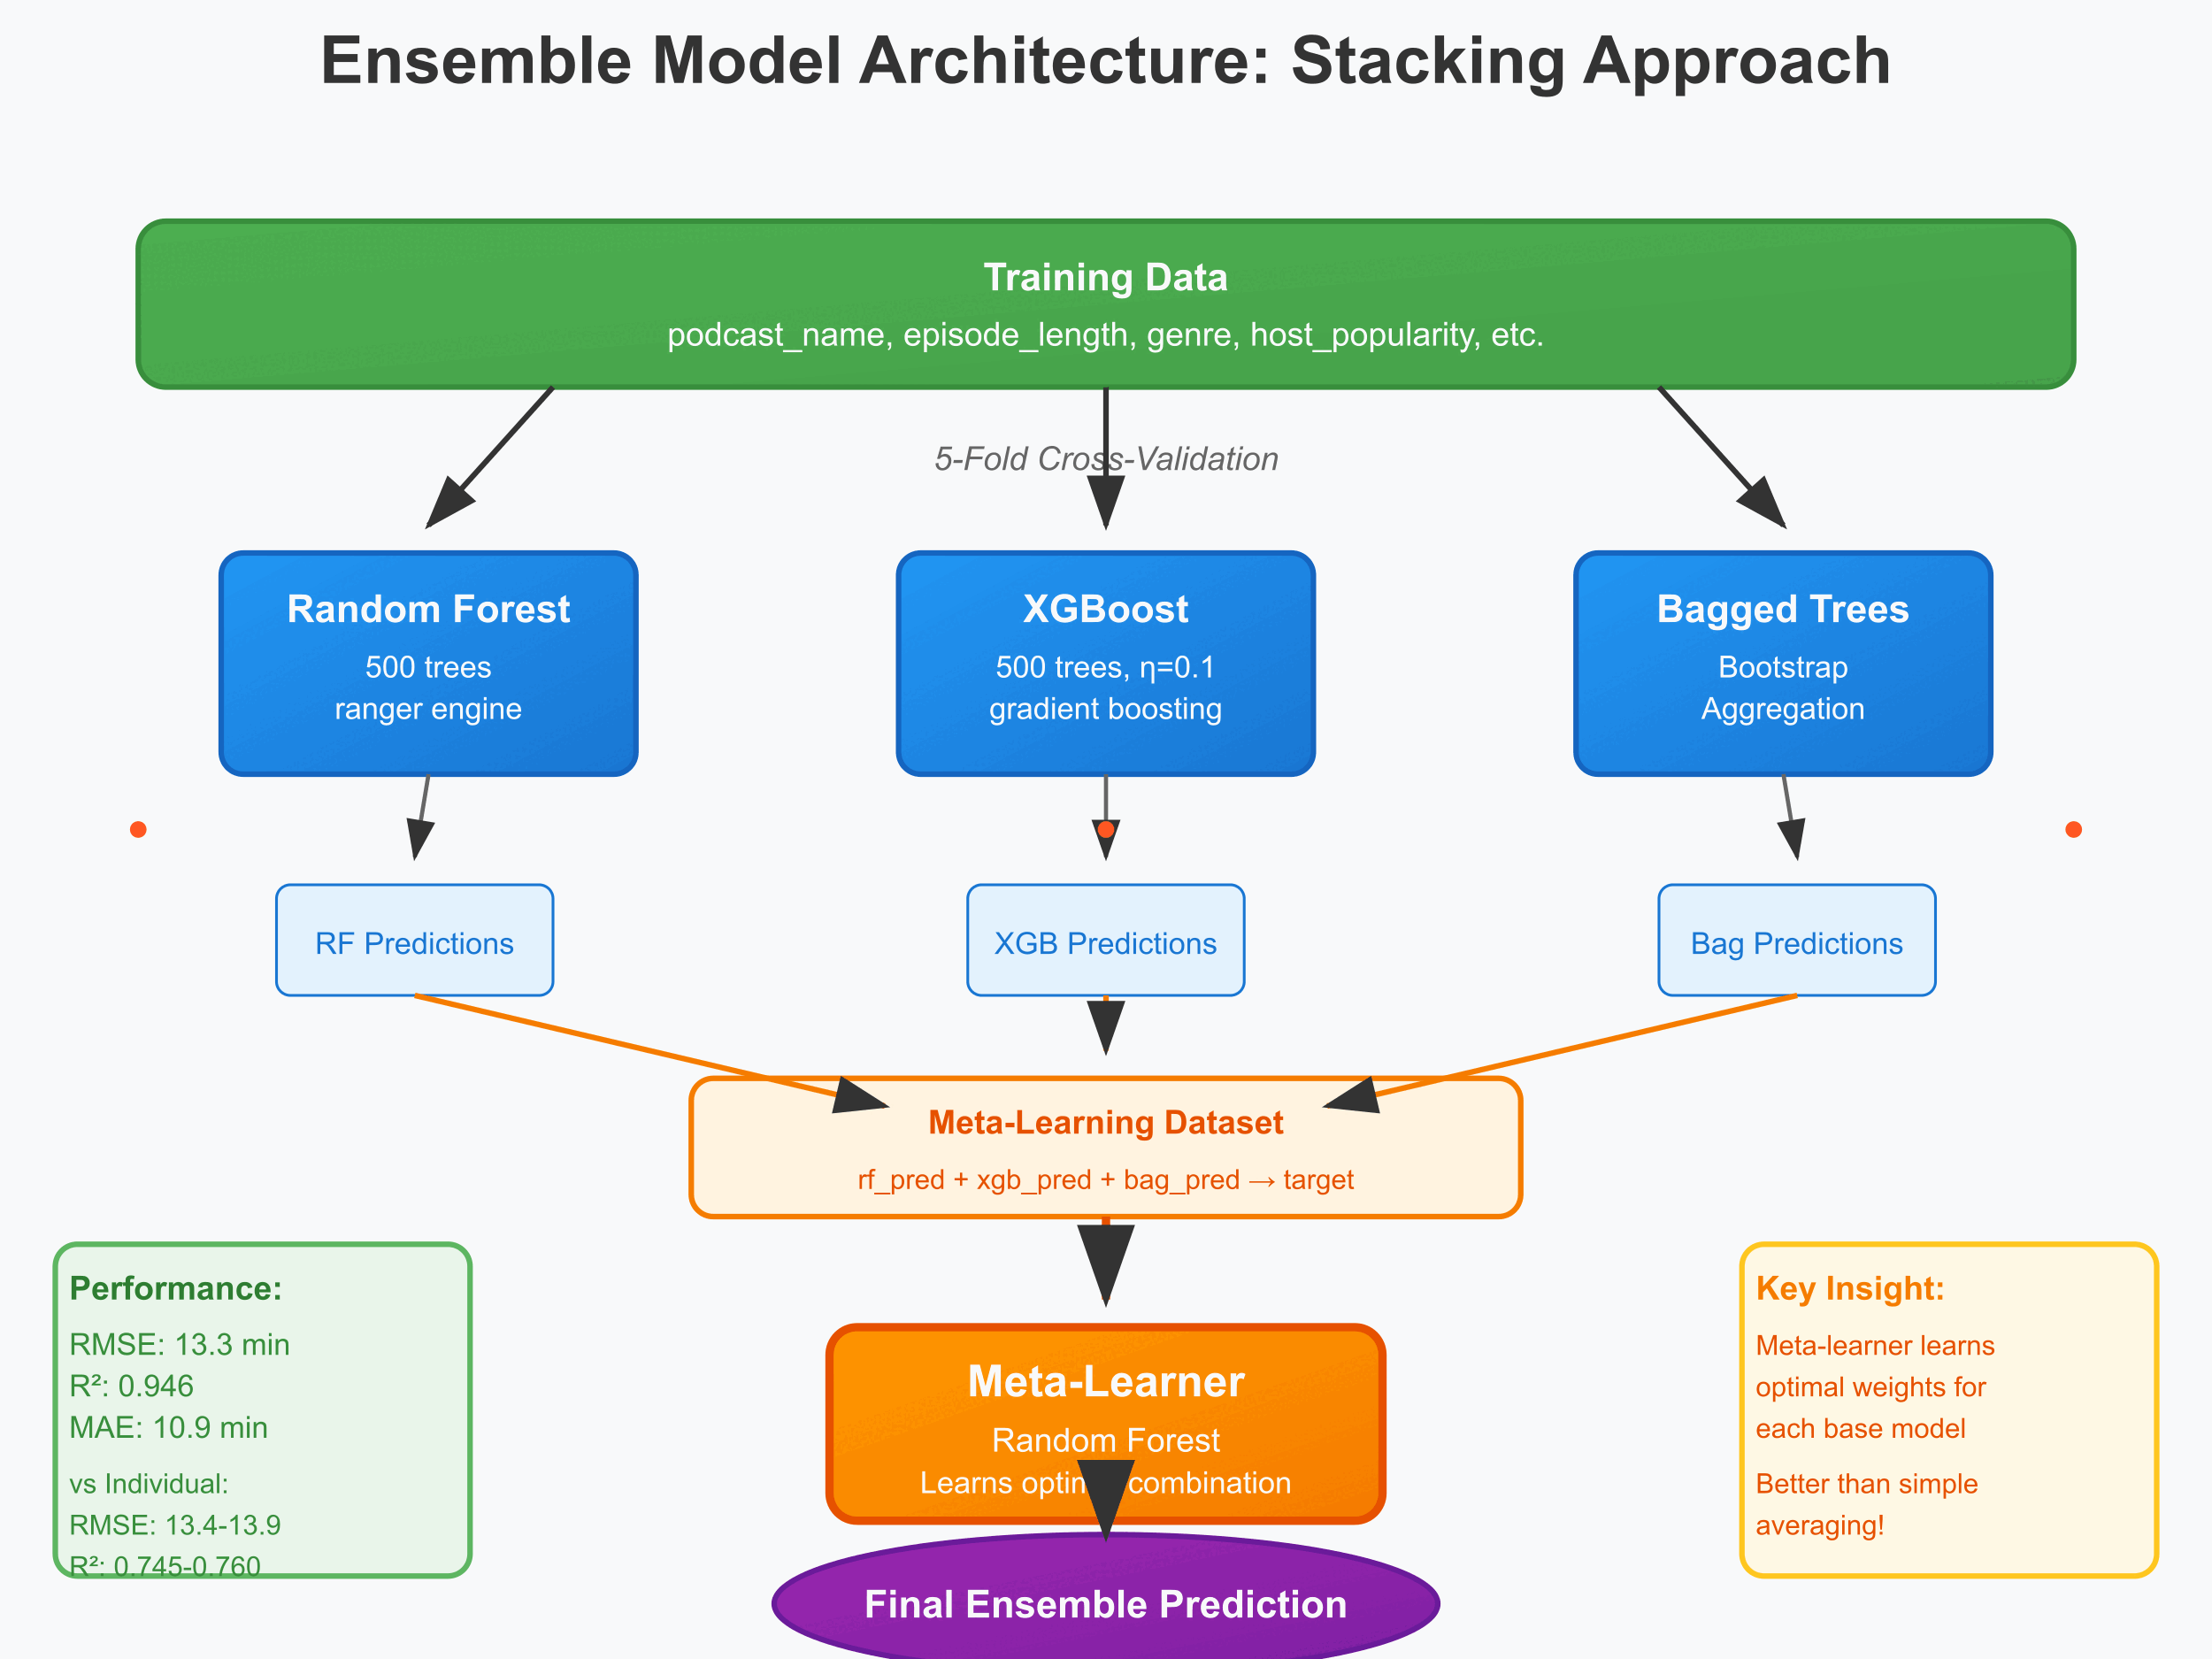 Ensemble Model Architecture: Stacking Approach
Training Data
podcast_name, episode_length, genre, host_popularity, etc.
5-Fold Cross-Validation
Random Forest
500 trees
ranger engine
XGBoost
500 trees, η=0.1
gradient boosting
Bagged Trees
Bootstrap
Aggregation
RF Predictions
XGB Predictions
Bag Predictions
Meta-Learning Dataset
rf_pred + xgb_pred + bag_pred → target
Performance:
RMSE: 13.3 min
R²: 0.946
MAE: 10.9 min
vs Individual:
RMSE: 13.4-13.9
R²: 0.745-0.760
Meta-Learner
Random Forest
Learns optimal combination
Key Insight:
Meta-learner learns
optimal weights for
each base model
Better than simple
averaging!
Final Ensemble Prediction